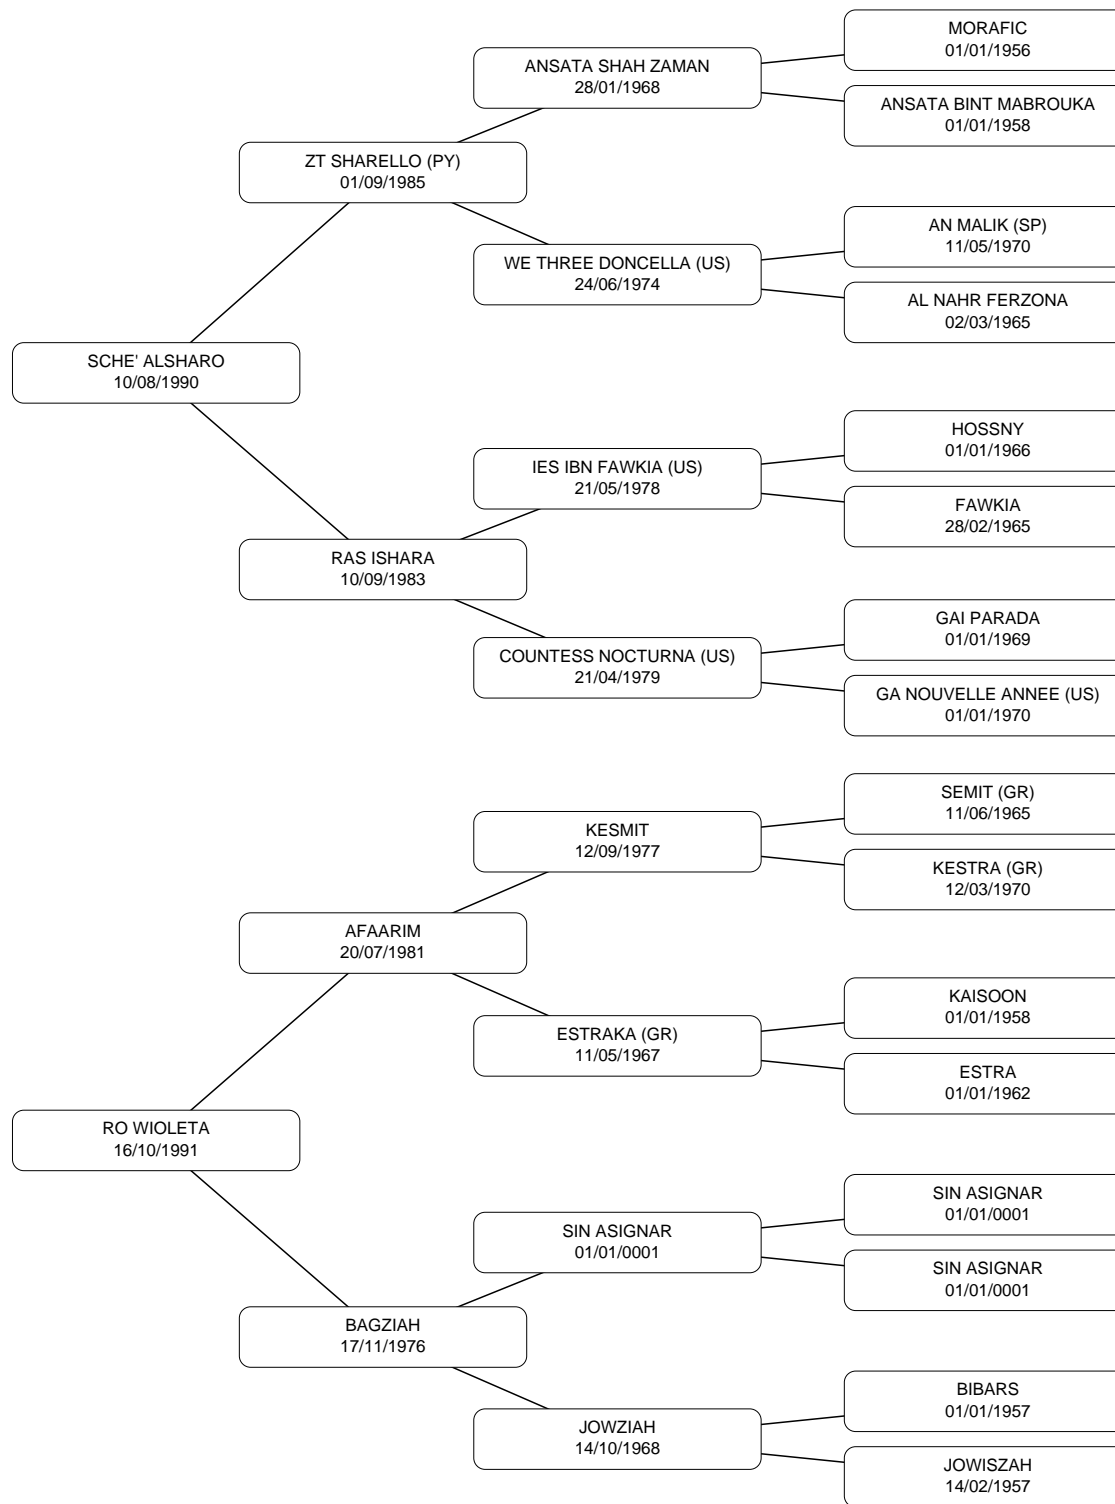 MORAFIC
01/01/1956
ANSATA SHAH ZAMAN
28/01/1968
ANSATA BINT MABROUKA
01/01/1958
ZT SHARELLO (PY)
01/09/1985
AN MALIK (SP)
11/05/1970
WE THREE DONCELLA (US)
24/06/1974
AL NAHR FERZONA
02/03/1965
SCHE' ALSHARO
10/08/1990
HOSSNY
01/01/1966
IES IBN FAWKIA (US)
21/05/1978
FAWKIA
28/02/1965
RAS ISHARA
10/09/1983
GAI PARADA
01/01/1969
COUNTESS NOCTURNA (US)
21/04/1979
GA NOUVELLE ANNEE (US)
01/01/1970
SEMIT (GR)
11/06/1965
KESMIT
12/09/1977
KESTRA (GR)
12/03/1970
AFAARIM
20/07/1981
KAISOON
01/01/1958
ESTRAKA (GR)
11/05/1967
ESTRA
01/01/1962
RO WIOLETA
16/10/1991
SIN ASIGNAR
01/01/0001
SIN ASIGNAR
01/01/0001
SIN ASIGNAR
01/01/0001
BAGZIAH
17/11/1976
BIBARS
01/01/1957
JOWZIAH
14/10/1968
JOWISZAH
14/02/1957